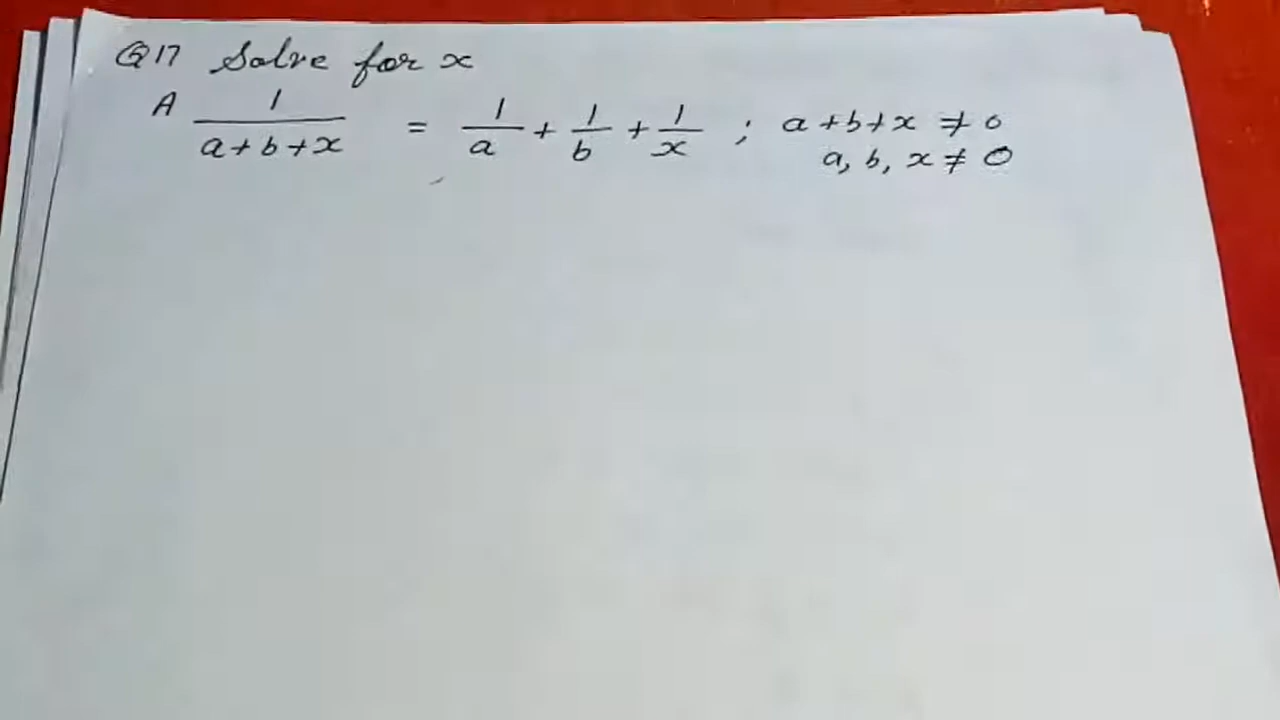 Q17 Solve for x
A 1/(a+b+x) = 1/a + 1/b + 1/x ; a+b+x ≠ 0
a, b, x ≠ 0